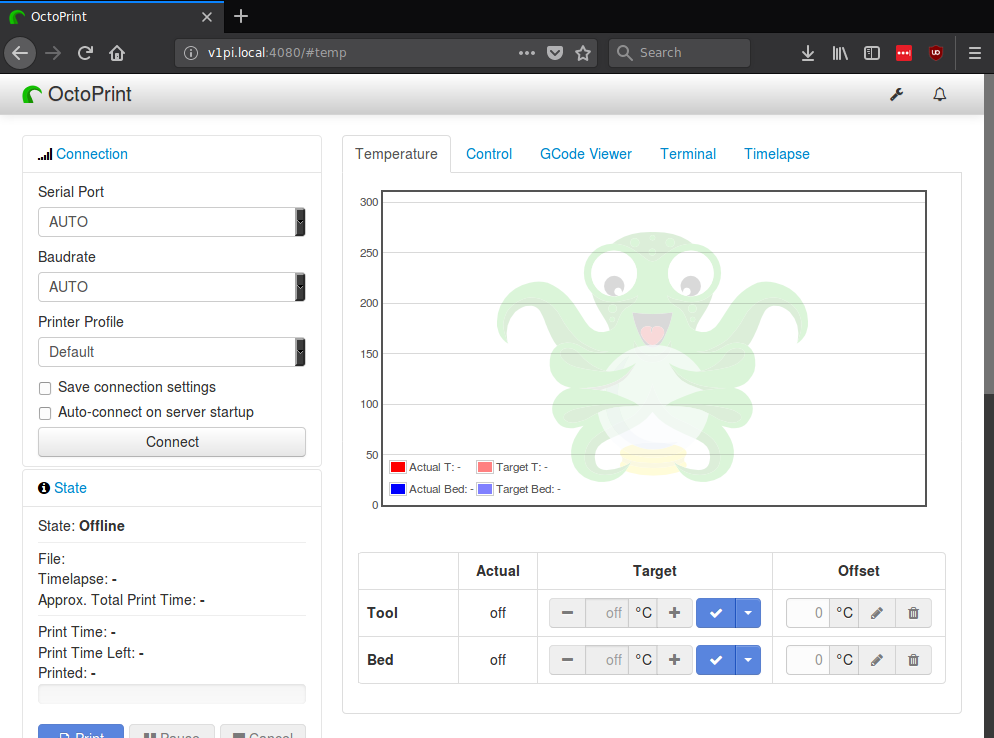 OctoPrint
v1pi.local:4080/#temp
Search
OctoPrint
Connection
Serial Port
AUTO
Baudrate
AUTO
Printer Profile
Default
Save connection settings
Auto-connect on server startup
Connect
State
State: Offline
File:
Timelapse: -
Approx. Total Print Time: -
Print Time: -
Print Time Left: -
Printed: -
Print Pause Cancel
Temperature Control GCode Viewer Terminal Timelapse
300
250
200
150
100
50
0
Actual T: - Target T: -
Actual Bed: - Target Bed: -
Actual Target Offset
Tool off off °C 0 °C
Bed off off °C 0 °C